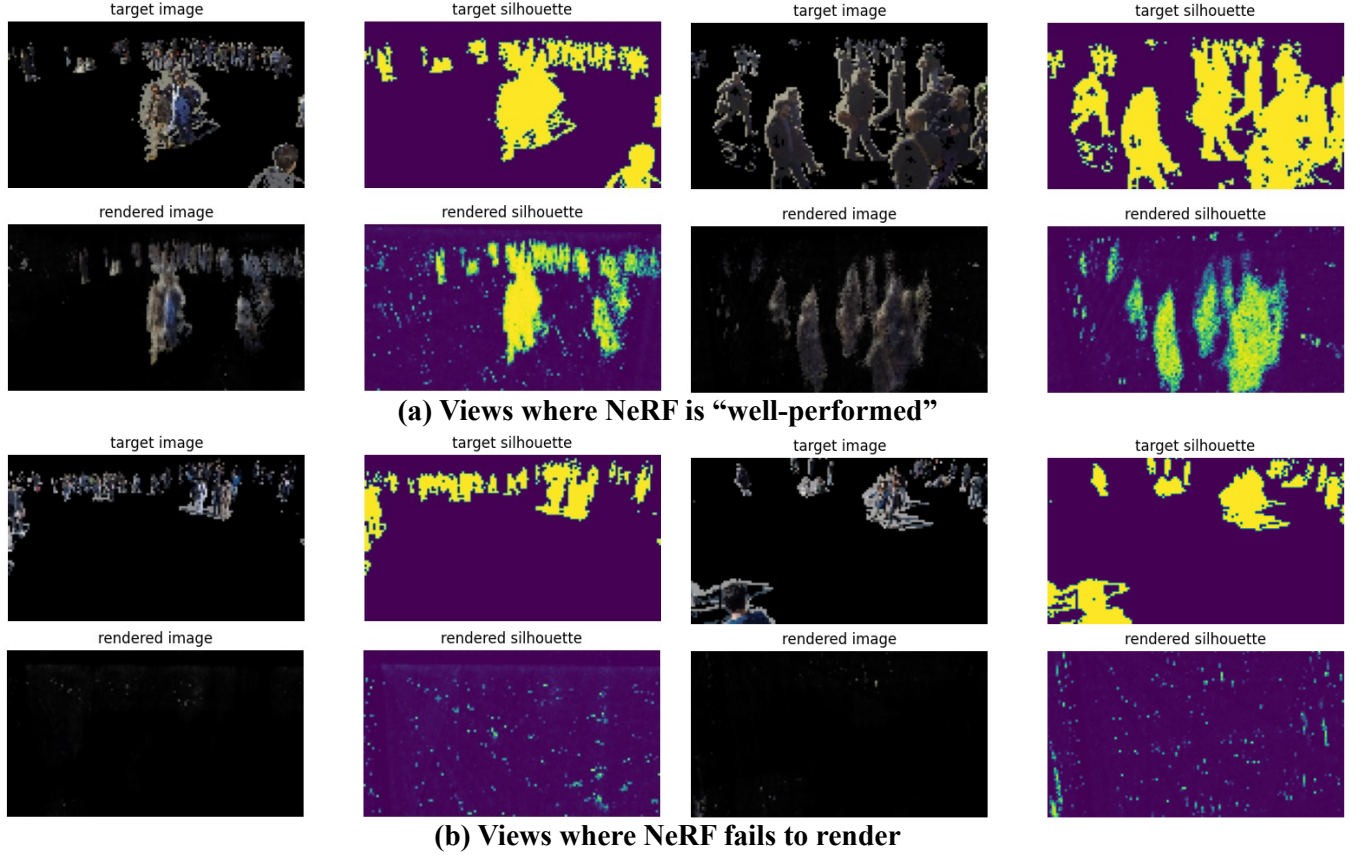 target image
target silhouette
target image
target silhouette
rendered image
rendered silhouette
rendered image
rendered silhouette
(a) Views where NeRF is “well-performed”
target image
target silhouette
target image
target silhouette
rendered image
rendered silhouette
rendered image
rendered silhouette
(b) Views where NeRF fails to render